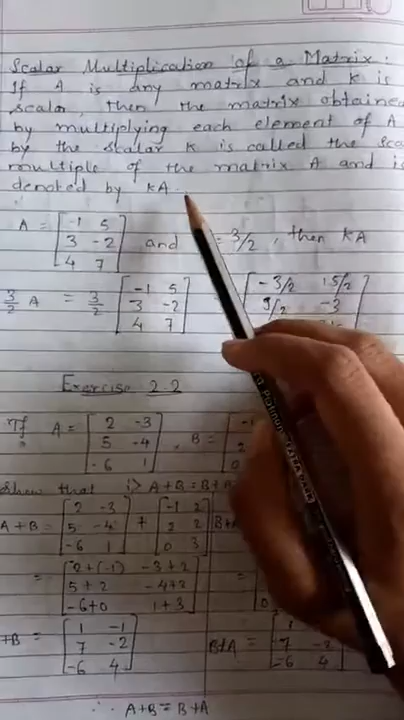 Scalar Multiplication of a Matrix:
If A is any matrix and K is
scalar, then the matrix obtained
by multiplying each element of A
by the scalar K is called the
multiple of the matrix A and is
denoted by KA.
A = [-1 5; 3 -2; 4 7] and = 3/2, then KA
3/2 A = 3/2 [-1 5; 3 -2; 4 7] [-3/2 15/2; 9/2 -3
Exercise 2.2
If A = [2 -3; 5 -4; -6 1], B = [-1
Show that i> A+B = B+A
A+B = [2 -3; 5 -4; -6 1] + [-1 2; 2 2; 0 3] B+A
= [2+(-1) -3+2; 5+2 -4+2; -6+0 1+3] =
+B = [1 -1; 7 -2; -6 4] B+A = [1; 7 -2; -6 4
∴ A+B = B+A